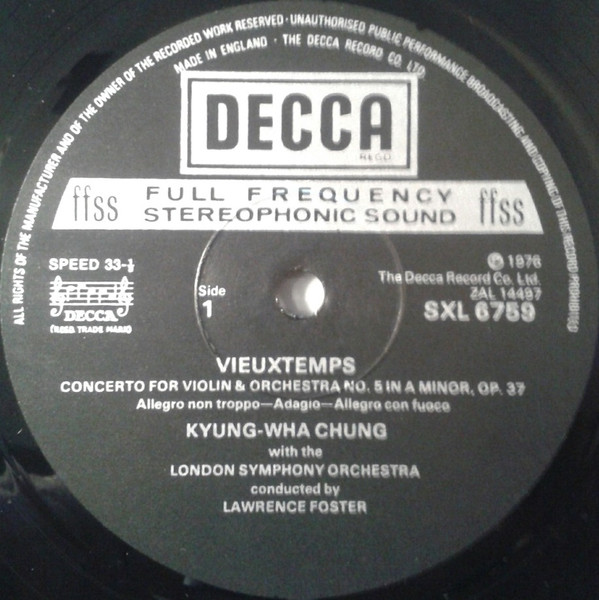 ALL RIGHTS OF THE MANUFACTURER AND OF THE OWNER OF THE RECORDED WORK RESERVED · UNAUTHORISED PUBLIC PERFORMANCE BROADCASTING AND COPYING OF THIS RECORD PROHIBITED
MADE IN ENGLAND · THE DECCA RECORD CO. LTD.
DECCA
REGD
ffss FULL FREQUENCY STEREOPHONIC SOUND ffss
SPEED 33-⅓
DECCA
(REGD. TRADE MARK)
Side
1
℗ 1976
The Decca Record Co. Ltd.
ZAL 14497
SXL 6759
VIEUXTEMPS
CONCERTO FOR VIOLIN & ORCHESTRA NO. 5 IN A MINOR, OP. 37
Allegro non troppo—Adagio—Allegro con fuoco
KYUNG-WHA CHUNG
with the
LONDON SYMPHONY ORCHESTRA
conducted by
LAWRENCE FOSTER